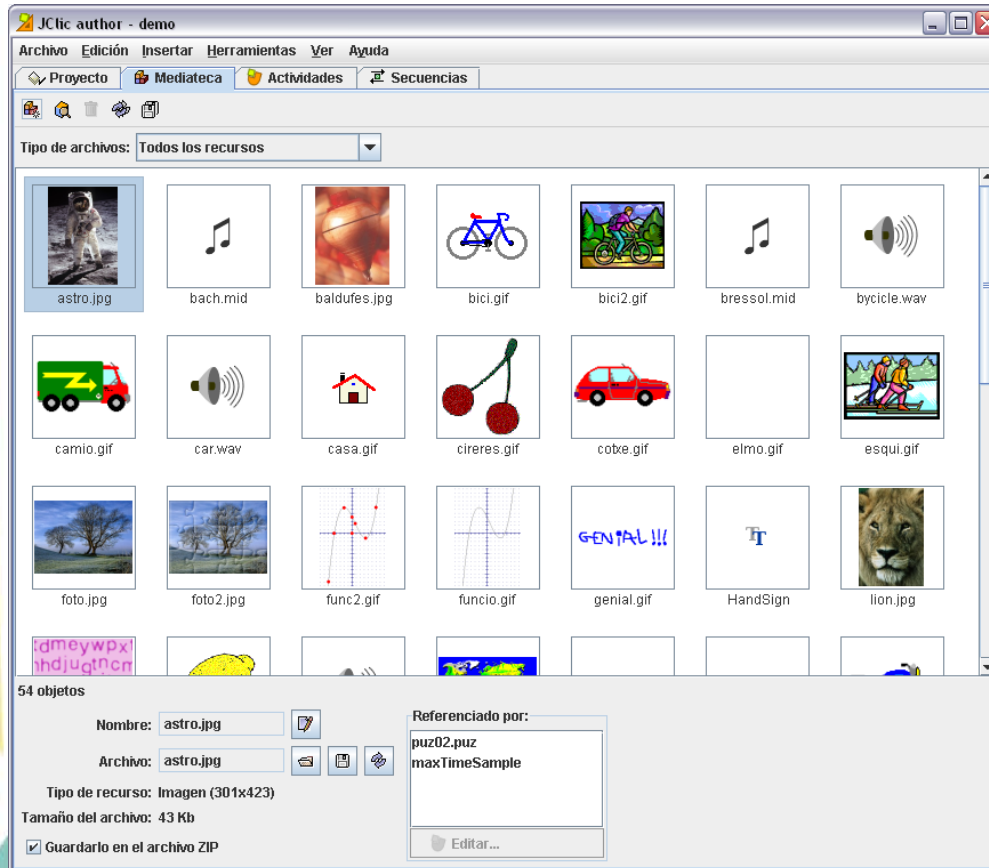 JClic author - demo
Archivo Edición Insertar Herramientas Ver Ayuda
Proyecto Mediateca Actividades Secuencias
Tipo de archivos: Todos los recursos
astro.jpg bach.mid baldufes.jpg bici.gif bici2.gif bressol.mid bycicle.wav
camio.gif car.wav casa.gif cireres.gif cotxe.gif elmo.gif esqui.gif
GENIAL!!!
foto.jpg foto2.jpg func2.gif funcio.gif genial.gif HandSign lion.jpg
54 objetos
Nombre: astro.jpg
Archivo: astro.jpg
Tipo de recurso: Imagen (301x423)
Tamaño del archivo: 43 Kb
Guardarlo en el archivo ZIP
Referenciado por:
puz02.puz
maxTimeSample
Editar...